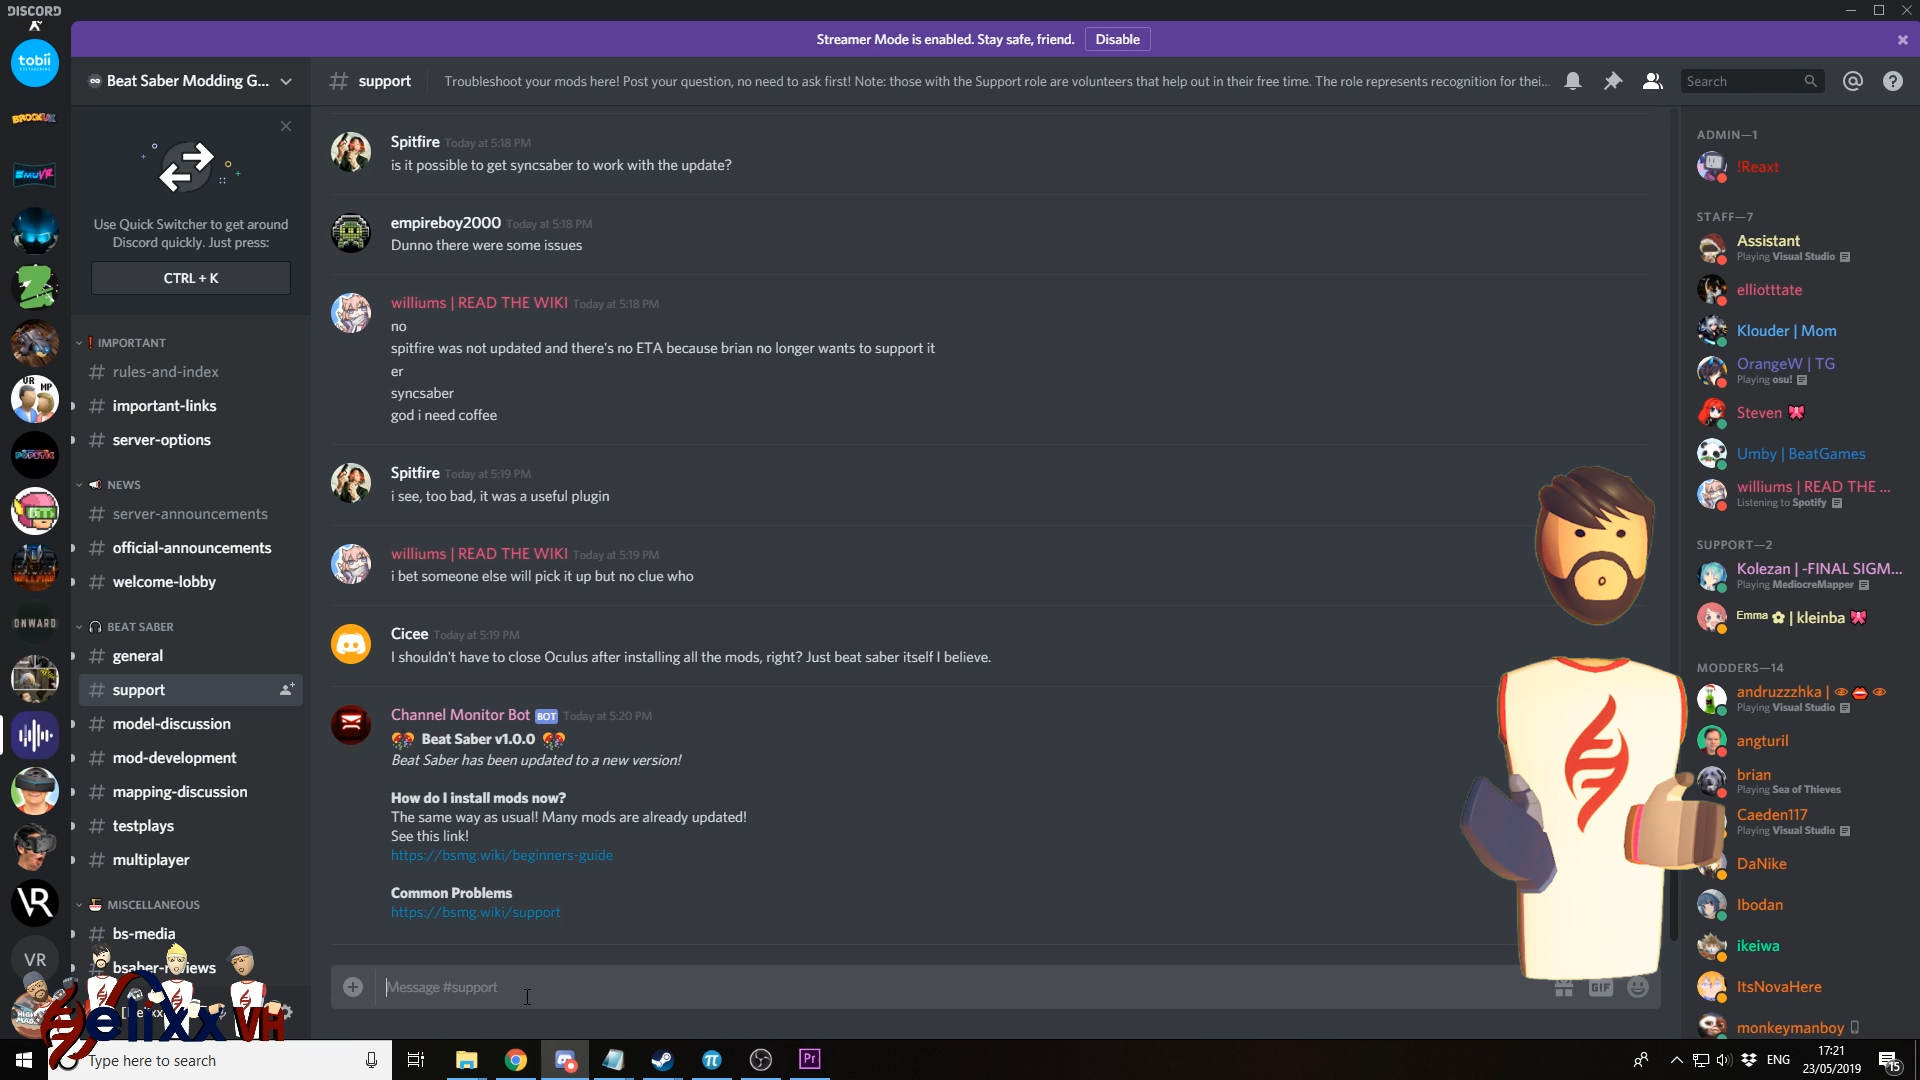 DISCORD
Streamer Mode is enabled. Stay safe, friend. Disable
tobii
BROCKVR
EMUVR
UR MP
POPSTIC
ONWARD
VR
VR
Beat Saber Modding G...
Use Quick Switcher to get around
Discord quickly. Just press:
CTRL + K
IMPORTANT
# rules-and-index
# important-links
# server-options
NEWS
# server-announcements
# official-announcements
# welcome-lobby
BEAT SABER
# general
# support
# model-discussion
# mod-development
# mapping-discussion
# testplays
# multiplayer
MISCELLANEOUS
# bs-media
# support
Troubleshoot your mods here! Post your question, no need to ask first! Note: those with the Support role are volunteers that help out in their free time. The role represents recognition for thei...
Search
Spitfire Today at 5:18 PM
is it possible to get syncsaber to work with the update?
empireboy2000 Today at 5:18 PM
Dunno there were some issues
williums | READ THE WIKI Today at 5:18 PM
no
spitfire was not updated and there's no ETA because brian no longer wants to support it
er
syncsaber
god i need coffee
Spitfire Today at 5:19 PM
i see, too bad, it was a useful plugin
williums | READ THE WIKI Today at 5:19 PM
i bet someone else will pick it up but no clue who
Cicee Today at 5:19 PM
I shouldn't have to close Oculus after installing all the mods, right? Just beat saber itself I believe.
Channel Monitor Bot BOT Today at 5:20 PM
Beat Saber v1.0.0
Beat Saber has been updated to a new version!
How do I install mods now?
The same way as usual! Many mods are already updated!
See this link!
https://bsmg.wiki/beginners-guide
Common Problems
https://bsmg.wiki/support
Message #support
GIF
ADMIN—1
!Reaxt
STAFF—7
Assistant
Playing Visual Studio
elliotttate
Klouder | Mom
OrangeW | TG
Playing osu!
Steven
Umby | BeatGames
williums | READ THE ...
Listening to Spotify
SUPPORT—2
Kolezan | -FINAL SIGM...
Playing MediocreMapper
Emma ✿ | kleinba
MODDERS—14
andruzzzhka |
Playing Visual Studio
angturil
brian
Playing Sea of Thieves
Caeden117
Playing Visual Studio
DaNike
Ibodan
ikeiwa
ItsNovaHere
monkeymanboy
elixx VR
Type here to search
Pr
ENG
17:21
23/05/2019
15